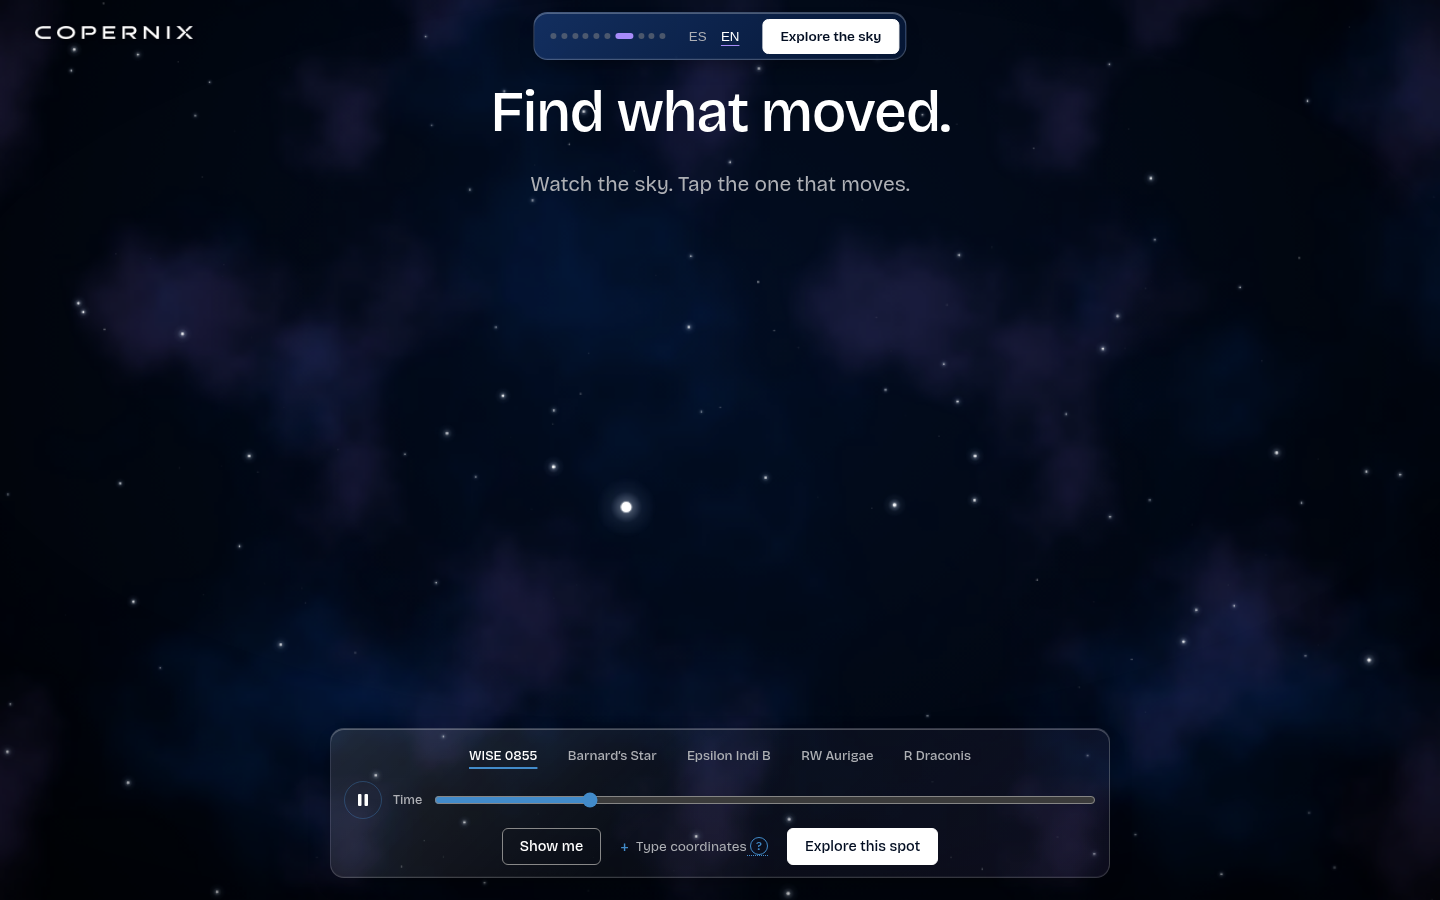 COPERNIX
ES EN Explore the sky
Find what moved.
Watch the sky. Tap the one that moves.
WISE 0855 Barnard's Star Epsilon Indi B RW Aurigae R Draconis
Time
Show me + Type coordinates ? Explore this spot